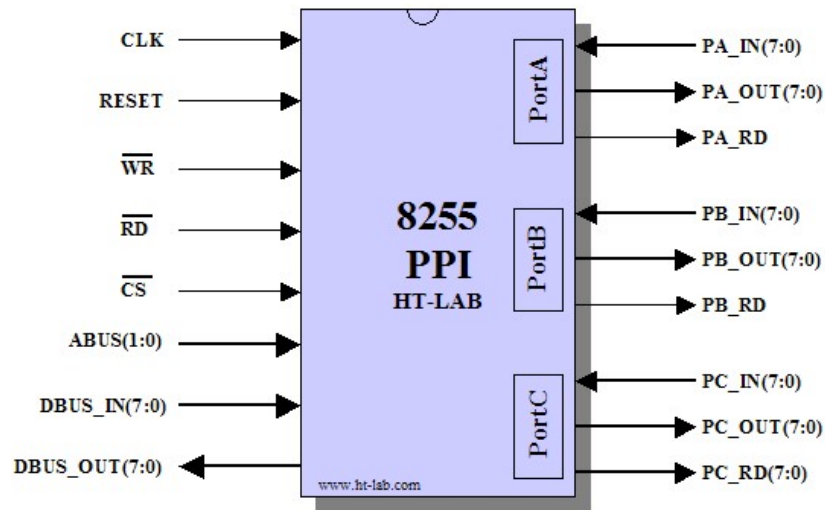 CLK
RESET
WR
RD
CS
ABUS(1:0)
DBUS_IN(7:0)
DBUS_OUT(7:0)
8255
PPI
HT-LAB
www.ht-lab.com
PortA
PortB
PortC
PA_IN(7:0)
PA_OUT(7:0)
PA_RD
PB_IN(7:0)
PB_OUT(7:0)
PB_RD
PC_IN(7:0)
PC_OUT(7:0)
PC_RD(7:0)